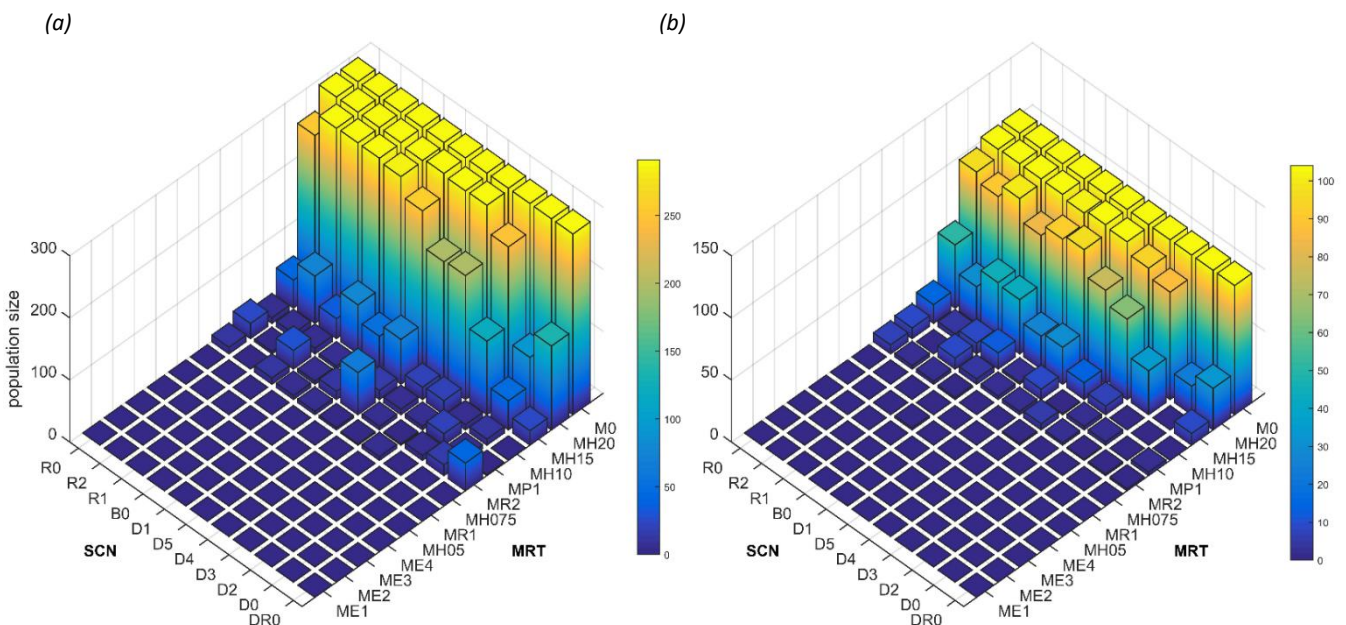 (a)
population size
300
200
100
0
R0
R2
R1
B0
D1
D5
D4
D3
D2
D0
DR0
SCN
ME1
ME2
ME3
ME4
MH05
MR1
MH075
MR2
MP1
MH10
MH15
MH20
M0
MRT
250
200
150
100
50
0
(b)
150
100
50
0
R0
R2
R1
B0
D1
D5
D4
D3
D2
D0
DR0
SCN
ME1
ME2
ME3
ME4
MH05
MR1
MH075
MR2
MP1
MH10
MH15
MH20
M0
MRT
100
90
80
70
60
50
40
30
20
10
0